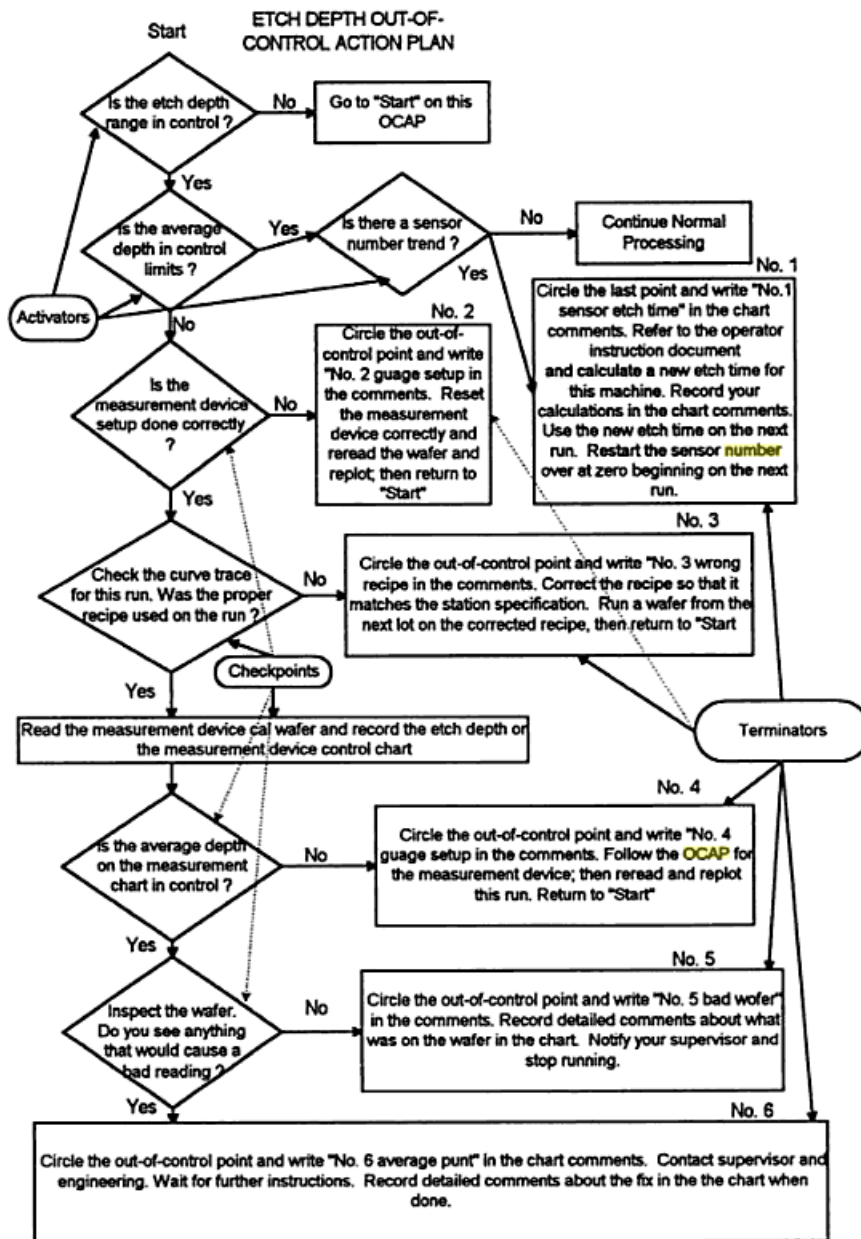 ETCH DEPTH OUT-OF-
CONTROL ACTION PLAN
Start
Is the etch depth
range in control ?
No
Go to "Start" on this
OCAP
Yes
Is the average
depth in control
limits ?
Yes
Is there a sensor
number trend ?
No
Continue Normal
Processing
Yes
Activators
No
No. 1
Circle the last point and write "No.1
sensor etch time" in the chart
comments. Refer to the operator
instruction document
and calculate a new etch time for
this machine. Record your
calculations in the chart comments.
Use the new etch time on the next
run. Restart the sensor number
over at zero beginning on the next
run.
No. 2
Circle the out-of-
control point and write
"No. 2 guage setup in
the comments. Reset
the measurement
device correctly and
reread the wafer and
replot; then return to
"Start"
Is the
measurement device
setup done correctly
?
No
Yes
No. 3
Check the curve trace
for this run. Was the proper
recipe used on the run ?
No
Circle the out-of-control point and write "No. 3 wrong
recipe in the comments. Correct the recipe so that it
matches the station specification. Run a wafer from the
next lot on the corrected recipe, then return to "Start
Checkpoints
Yes
Read the measurement device cal wafer and record the etch depth on
the measurement device control chart
Terminators
No. 4
Is the average depth
on the measurement
chart in control ?
No
Circle the out-of-control point and write "No. 4
guage setup in the comments. Follow the OCAP for
the measurement device; then reread and replot
this run. Return to "Start"
Yes
No. 5
Inspect the wafer.
Do you see anything
that would cause a
bad reading ?
No
Circle the out-of-control point and write "No. 5 bad wofer"
in the comments. Record detailed comments about what
was on the wafer in the chart. Notify your supervisor and
stop running.
Yes
No. 6
Circle the out-of-control point and write "No. 6 average punt" in the chart comments. Contact supervisor and
engineering. Wait for further instructions. Record detailed comments about the fix in the the chart when
done.